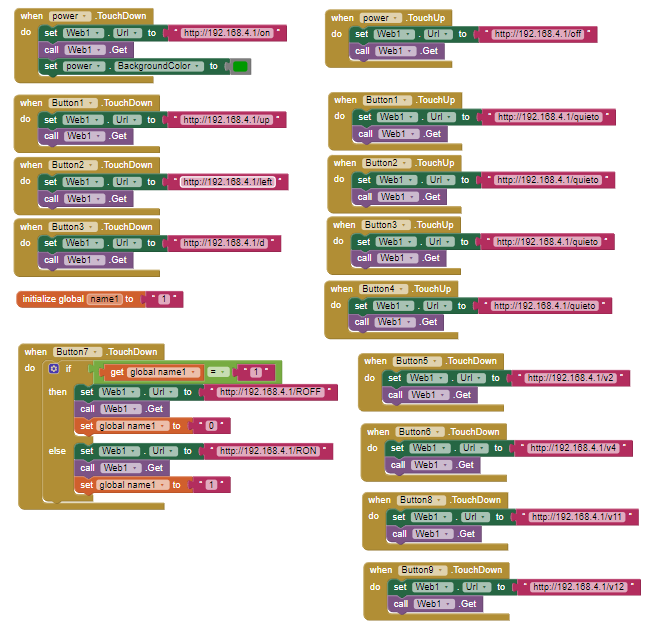 when power .TouchDown
do set Web1 . Url to " http://192.168.4.1/on "
call Web1 .Get
set power . BackgroundColor to
when power .TouchUp
do set Web1 . Url to " http://192.168.4.1/off "
call Web1 .Get
when Button1 .TouchDown
do set Web1 . Url to " http://192.168.4.1/up "
call Web1 .Get
when Button1 .TouchUp
do set Web1 . Url to " http://192.168.4.1/quieto "
call Web1 .Get
when Button2 .TouchDown
do set Web1 . Url to " http://192.168.4.1/left "
call Web1 .Get
when Button2 .TouchUp
do set Web1 . Url to " http://192.168.4.1/quieto "
call Web1 .Get
when Button3 .TouchDown
do set Web1 . Url to " http://192.168.4.1/d "
call Web1 .Get
when Button3 .TouchUp
do set Web1 . Url to " http://192.168.4.1/quieto "
call Web1 .Get
initialize global name1 to " 1 "
when Button4 .TouchUp
do set Web1 . Url to " http://192.168.4.1/quieto "
call Web1 .Get
when Button7 .TouchDown
do if get global name1 = " 1 "
then set Web1 . Url to " http://192.168.4.1/ROFF "
call Web1 .Get
set global name1 to " 0 "
else set Web1 . Url to " http://192.168.4.1/RON "
call Web1 .Get
set global name1 to " 1 "
when Button5 .TouchDown
do set Web1 . Url to " http://192.168.4.1/v2 "
call Web1 .Get
when Button6 .TouchDown
do set Web1 . Url to " http://192.168.4.1/v4 "
call Web1 .Get
when Button8 .TouchDown
do set Web1 . Url to " http://192.168.4.1/v11 "
call Web1 .Get
when Button9 .TouchDown
do set Web1 . Url to " http://192.168.4.1/v12 "
call Web1 .Get